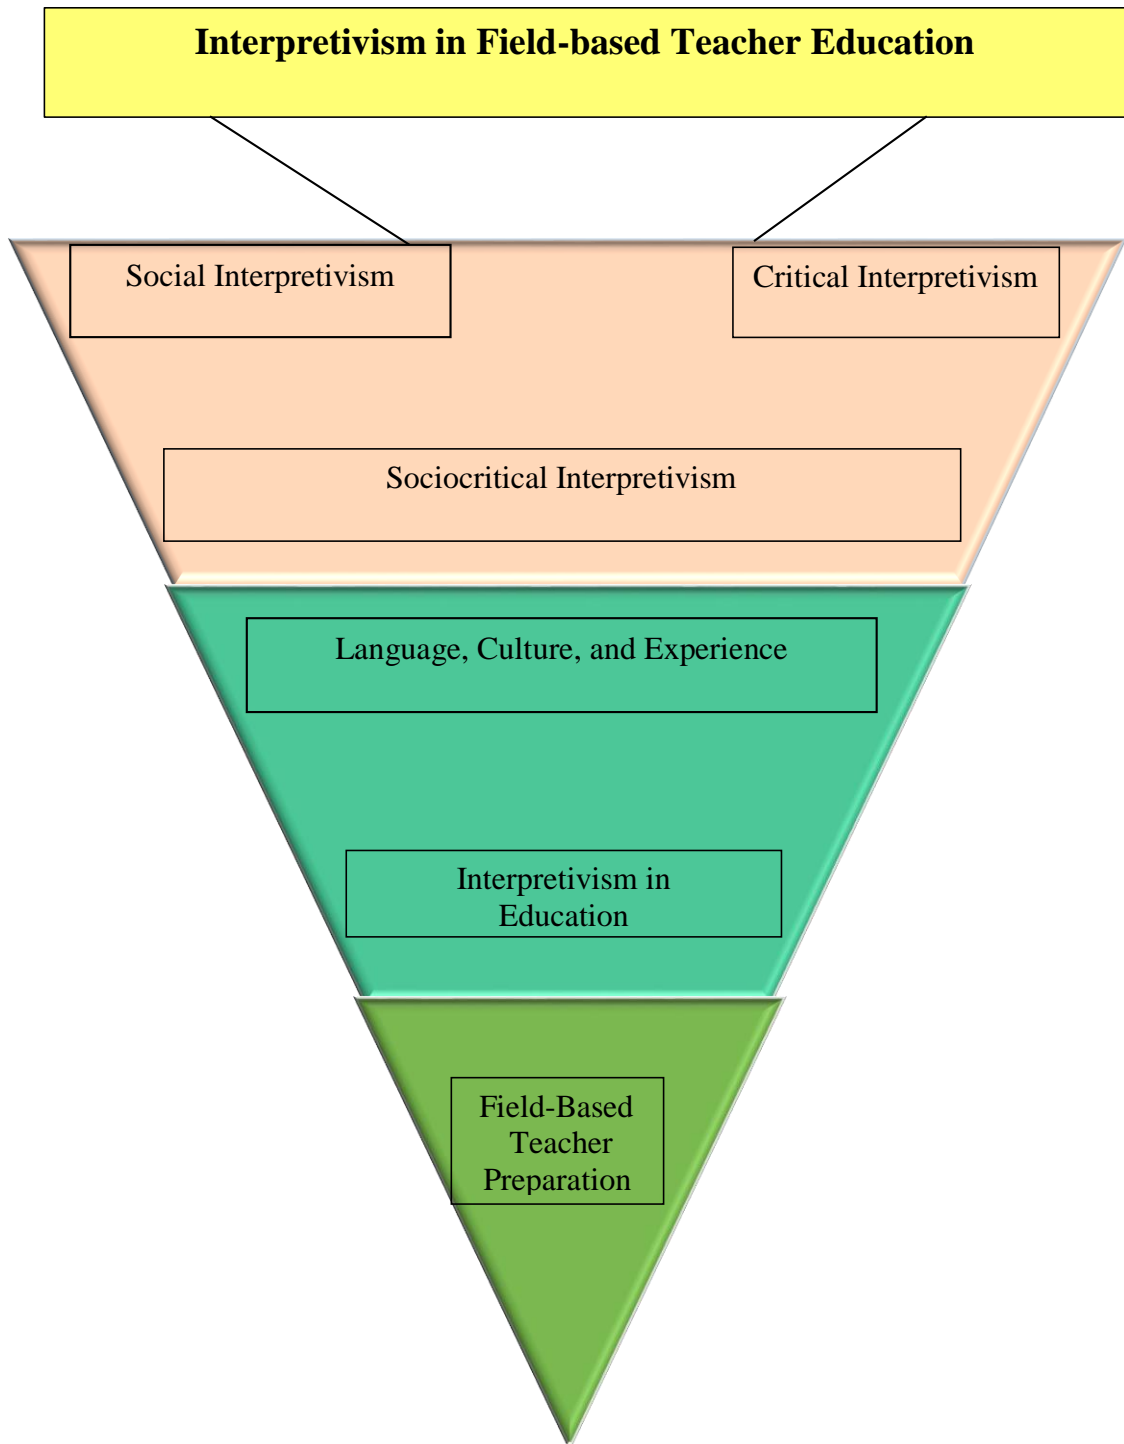 Interpretivism in Field-based Teacher Education
Social Interpretivism
Critical Interpretivism
Sociocritical Interpretivism
Language, Culture, and Experience
Interpretivism in
Education
Field-Based
Teacher
Preparation